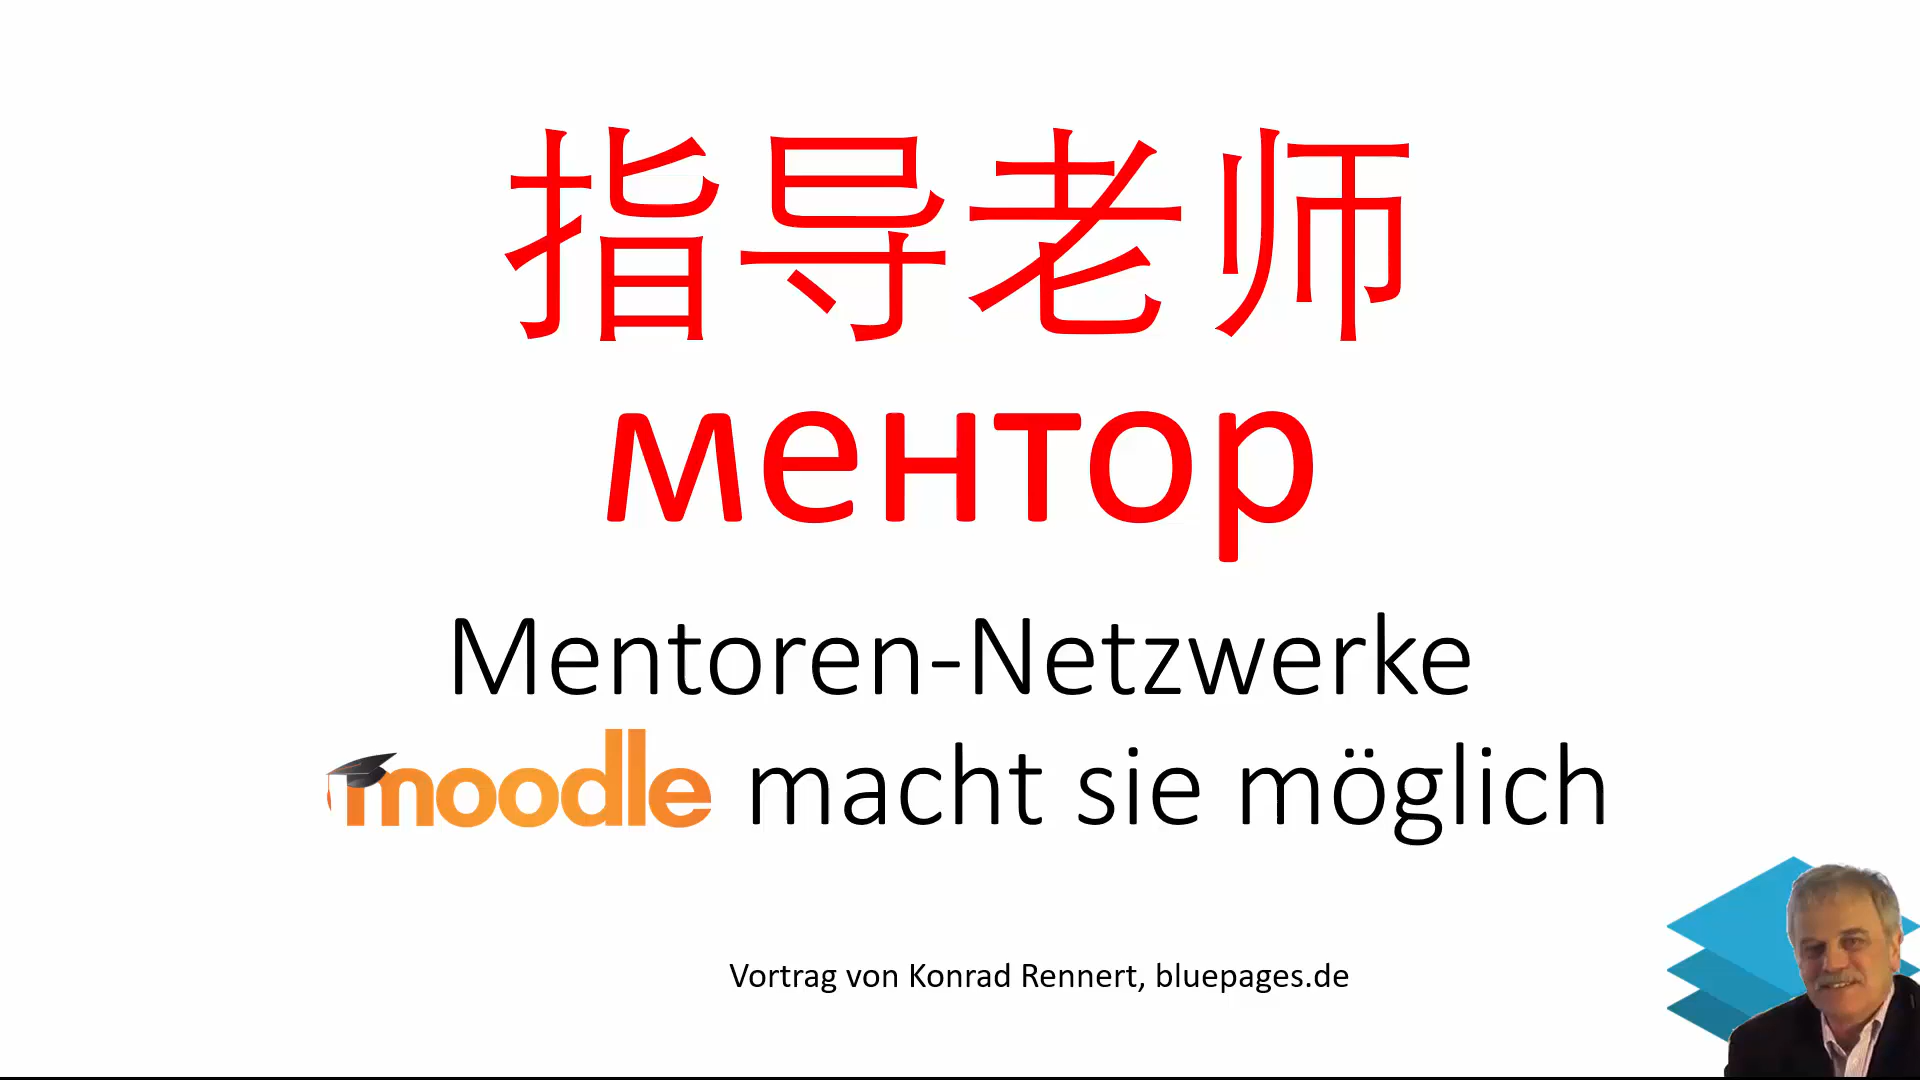 指导老师
ментор
Mentoren-Netzwerke
moodle macht sie möglich
Vortrag von Konrad Rennert, bluepages.de